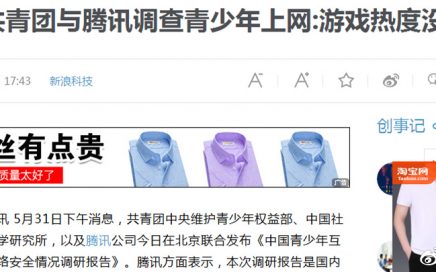 共青团与腾讯调查青少年上网:游戏热度没
17:43
新浪科技
A
A
丝有点贵
质量太好了
广告
创事记
淘宝网
讯 5月31日下午消息，共青团中央维护青少年权益部、中国社
学研究所，以及腾讯公司今日在北京联合发布《中国青少年互
络安全情况调研报告》。腾讯方面表示，本次调研报告是国内